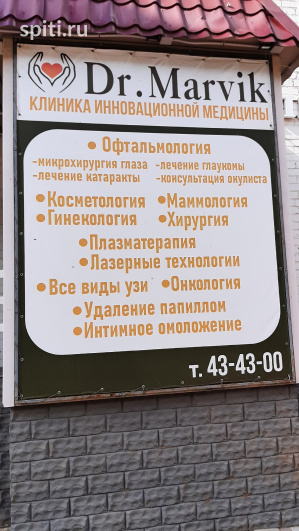 spiti.ru
Dr. Marvik
КЛИНИКА ИННОВАЦИОННОЙ МЕДИЦИНЫ
• Офтальмология
-микрохирургия глаза -лечение глаукомы
-лечение катаракты -консультация окулиста
•Косметология •Маммология
•Гинекология •Хирургия
•Плазматерапия
•Лазерные технологии
•Все виды узи •Онкология
•Удаление папиллом
•Интимное омоложение
т. 43-43-00